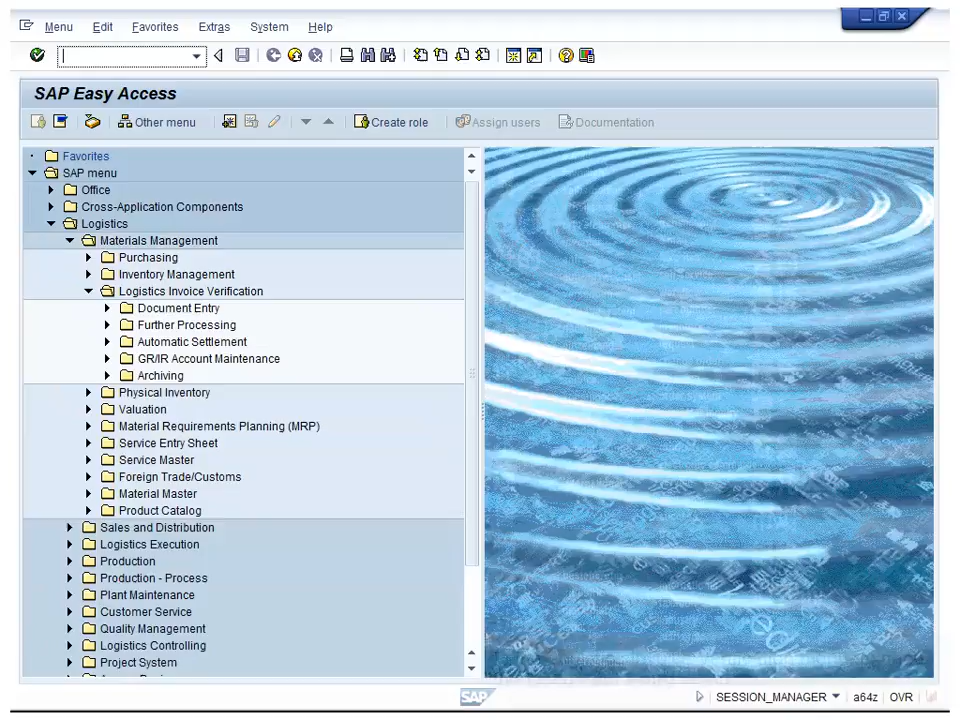 Menu Edit Favorites Extras System Help
SAP Easy Access
Other menu Create role Assign users Documentation
Favorites
SAP menu
Office
Cross-Application Components
Logistics
Materials Management
Purchasing
Inventory Management
Logistics Invoice Verification
Document Entry
Further Processing
Automatic Settlement
GR/IR Account Maintenance
Archiving
Physical Inventory
Valuation
Material Requirements Planning (MRP)
Service Entry Sheet
Service Master
Foreign Trade/Customs
Material Master
Product Catalog
Sales and Distribution
Logistics Execution
Production
Production - Process
Plant Maintenance
Customer Service
Quality Management
Logistics Controlling
Project System
SAP SESSION_MANAGER a64z OVR